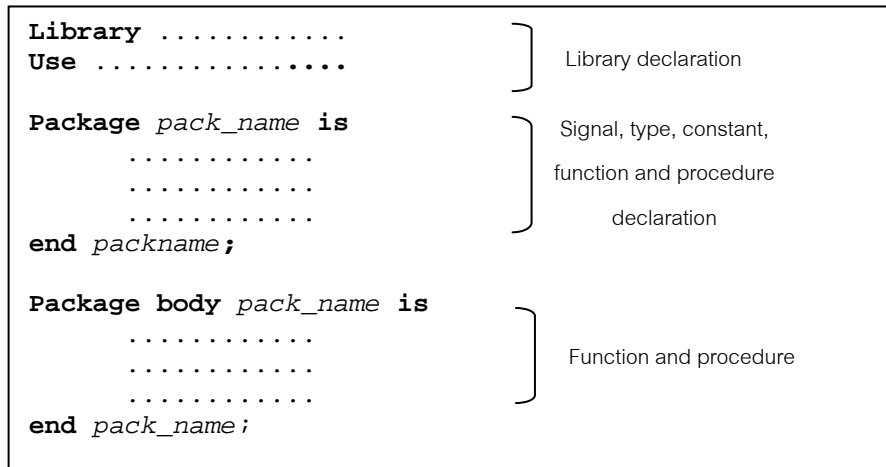 Library ............
Use ................
Library declaration
Package pack_name is
............
............
............
end packname;
Signal, type, constant,
function and procedure
declaration
Package body pack_name is
............
............
............
end pack_name;
Function and procedure